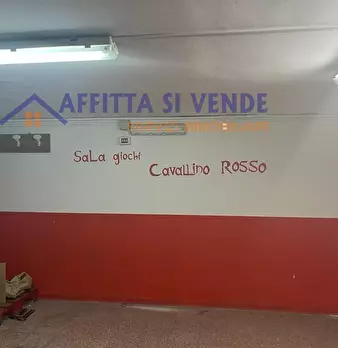 AFFITTA SI VENDE
SaLa giochi
CavaLLino ROSSO